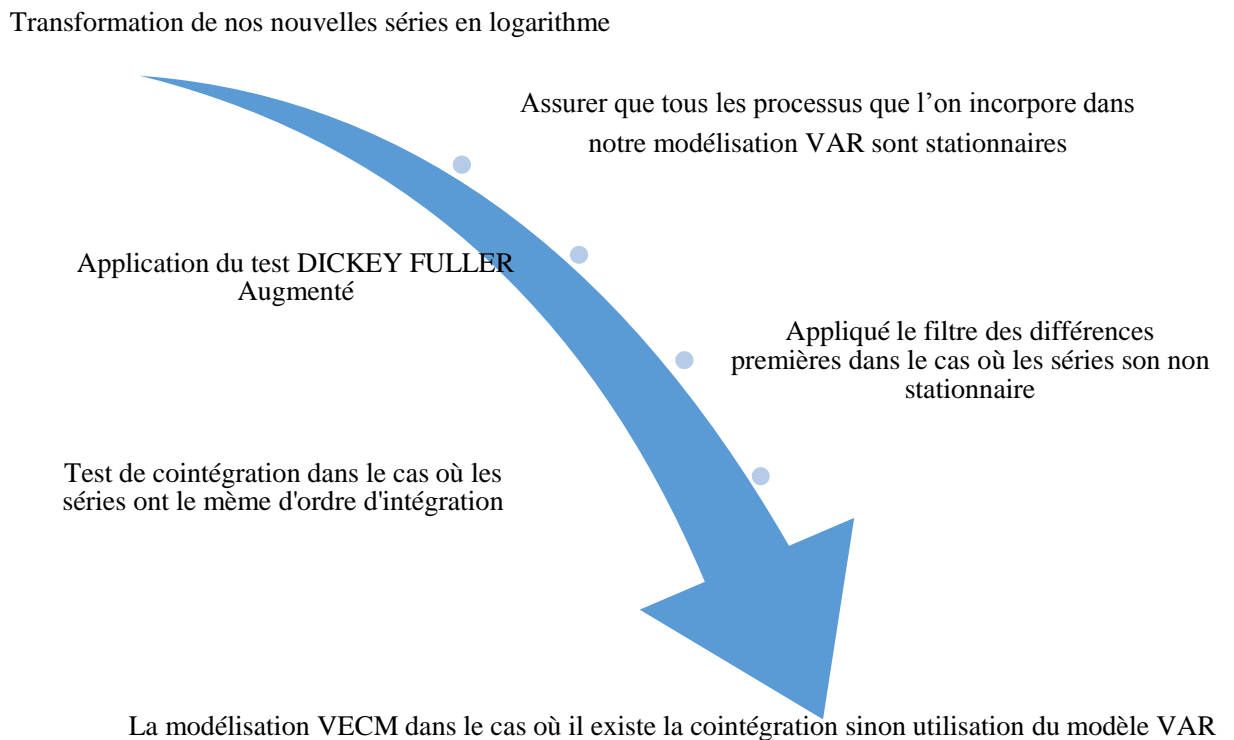 Transformation de nos nouvelles séries en logarithme
Assurer que tous les processus que l’on incorpore dans
notre modélisation VAR sont stationnaires
Application du test DICKEY FULLER
Augmenté
Appliqué le filtre des différences
premières dans le cas où les séries son non
stationnaire
Test de cointégration dans le cas où les
séries ont le mème d'ordre d'intégration
La modélisation VECM dans le cas où il existe la cointégration sinon utilisation du modèle VAR